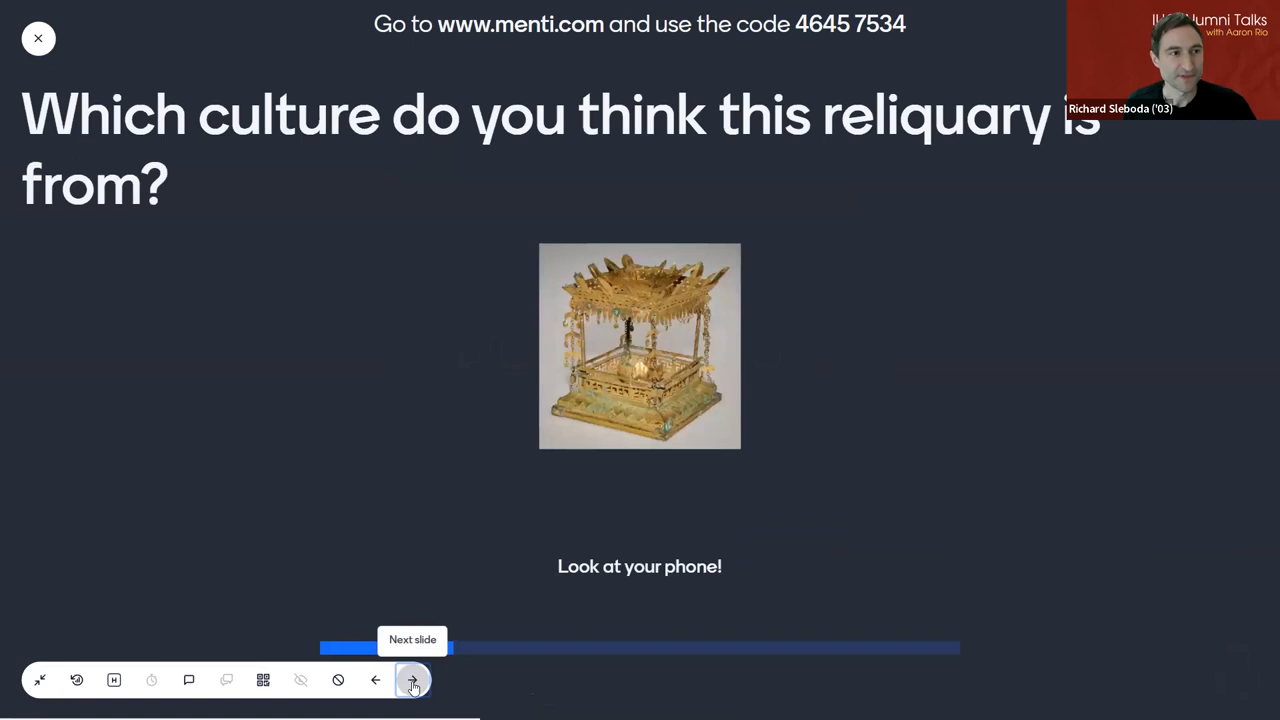 Go to www.menti.com and use the code 4645 7534
Alumni Talks
with Aaron Rio
Richard Sleboda ('03)
Which culture do you think this reliquary is
from?
Look at your phone!
Next slide
H